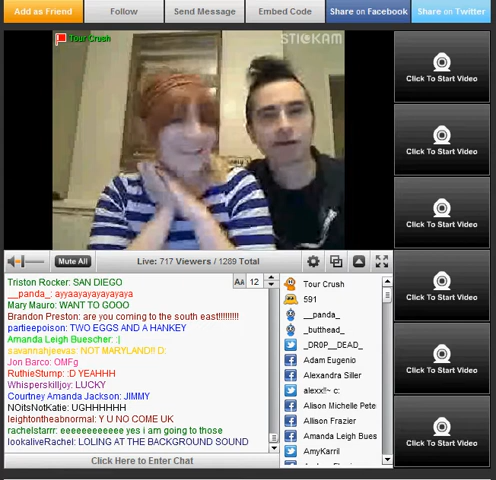 Add as Friend
Follow
Send Message
Embed Code
Share on Facebook
Share on Twitter
Tour Crush
STICKAM
Click To Start Video
Click To Start Video
Click To Start Video
Click To Start Video
Click To Start Video
Click To Start Video
Mute All
Live: 717 Viewers / 1289 Total
AA 12
Triston Rocker: SAN DIEGO
__panda_: ayyaayayayayaya
Mary Mauro: WANT TO GOOO
Brandon Preston: are you coming to the south east!!!!!!!!!!
partieepoison: TWO EGGS AND A HANKEY
Amanda Leigh Buescher: :|
savannahjeevas: NOT MARYLAND!! D:
Jon Barco: OMFg
RuthieStump: :D YEAHHH
Whisperskilljoy: LUCKY
Courtney Amanda Jackson: JIMMY
NOitsNotKatie: UGHHHHHH
leightontheabnormal: Y U NO COME UK
rachelstarrr: eeeeeeeeeeee yes i am going to those
lookaliveRachel: LOLING AT THE BACKGROUND SOUND
Click Here to Enter Chat
Tour Crush
591
__panda_
_butthead_
_DR0P__DEAD_
Adam Eugenio
Alexandra Siller
alexx!!~ c:
Alison Michelle Pete
Allison Frazier
Amanda Leigh Bues
AmyKarril